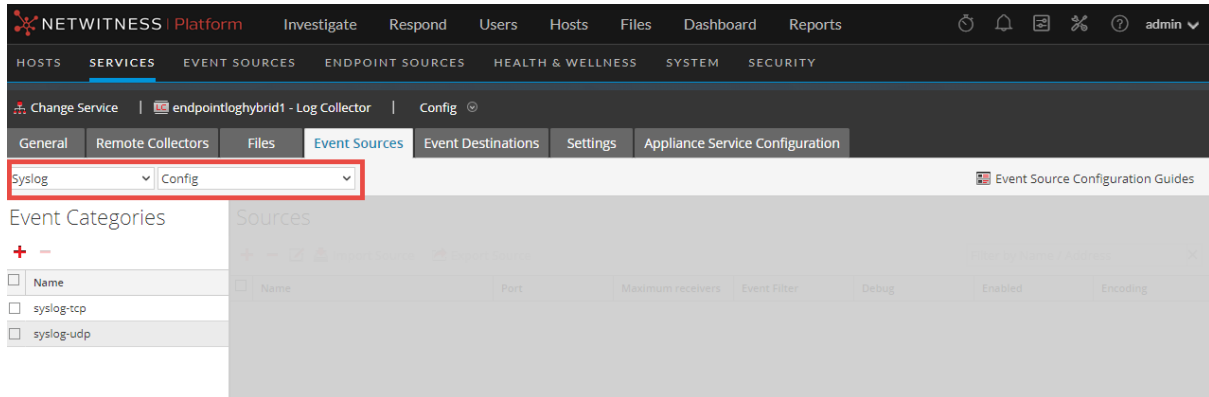 NETWITNESS | Platform Investigate Respond Users Hosts Files Dashboard Reports admin
HOSTS SERVICES EVENT SOURCES ENDPOINT SOURCES HEALTH & WELLNESS SYSTEM SECURITY
Change Service | LC endpointloghybrid1 - Log Collector | Config
General Remote Collectors Files Event Sources Event Destinations Settings Appliance Service Configuration
Syslog Config Event Source Configuration Guides
Event Categories Sources
Name Name Port Maximum receivers Event Filter Debug Enabled Encoding
syslog-tcp
syslog-udp